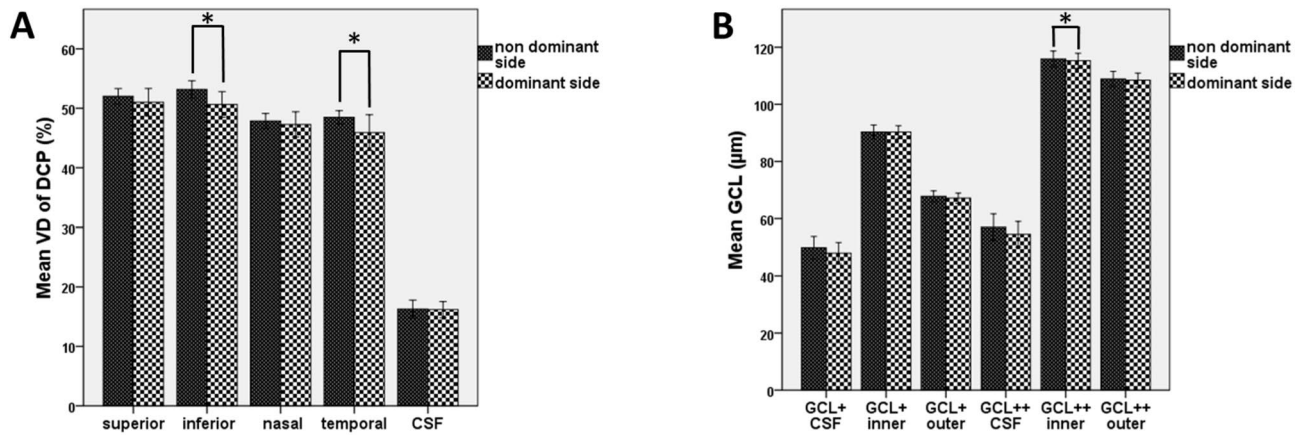 A
Mean VD of DCP (%)
60
50
40
30
20
10
0
*
*
superior inferior nasal temporal CSF
non dominant
side
dominant side
B
Mean GCL (µm)
120
100
80
60
40
20
0
*
GCL+ GCL+ GCL+ GCL++ GCL++ GCL++
CSF inner outer CSF inner outer
non dominant
side
dominant side